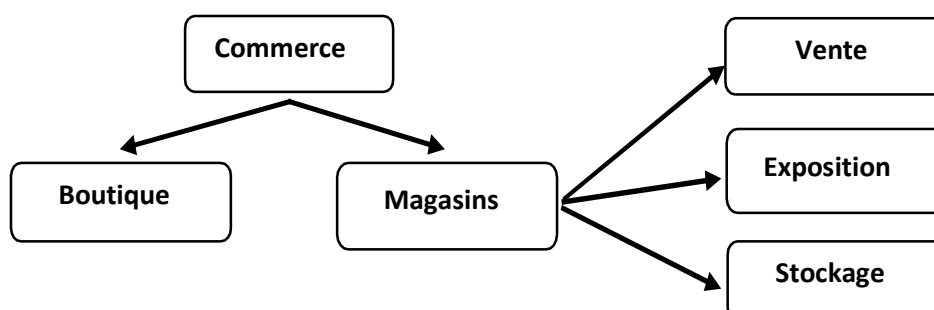 Commerce
Vente
Boutique
Magasins
Exposition
Stockage